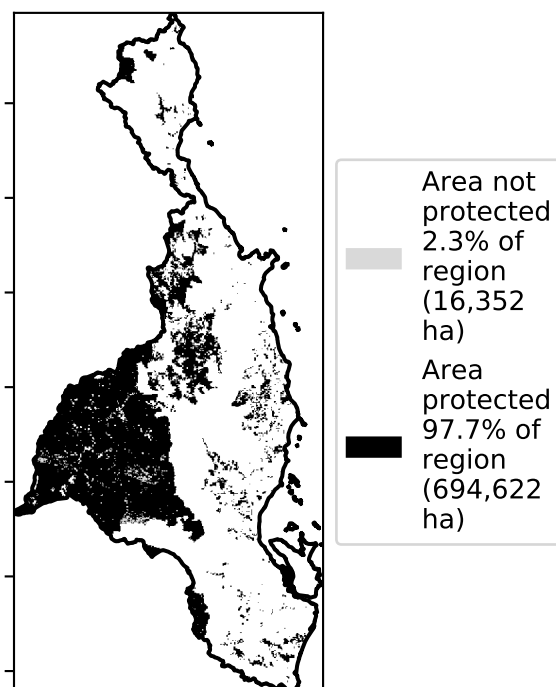 Area not
protected
2.3% of
region
(16,352
ha)
Area
protected
97.7% of
region
(694,622
ha)